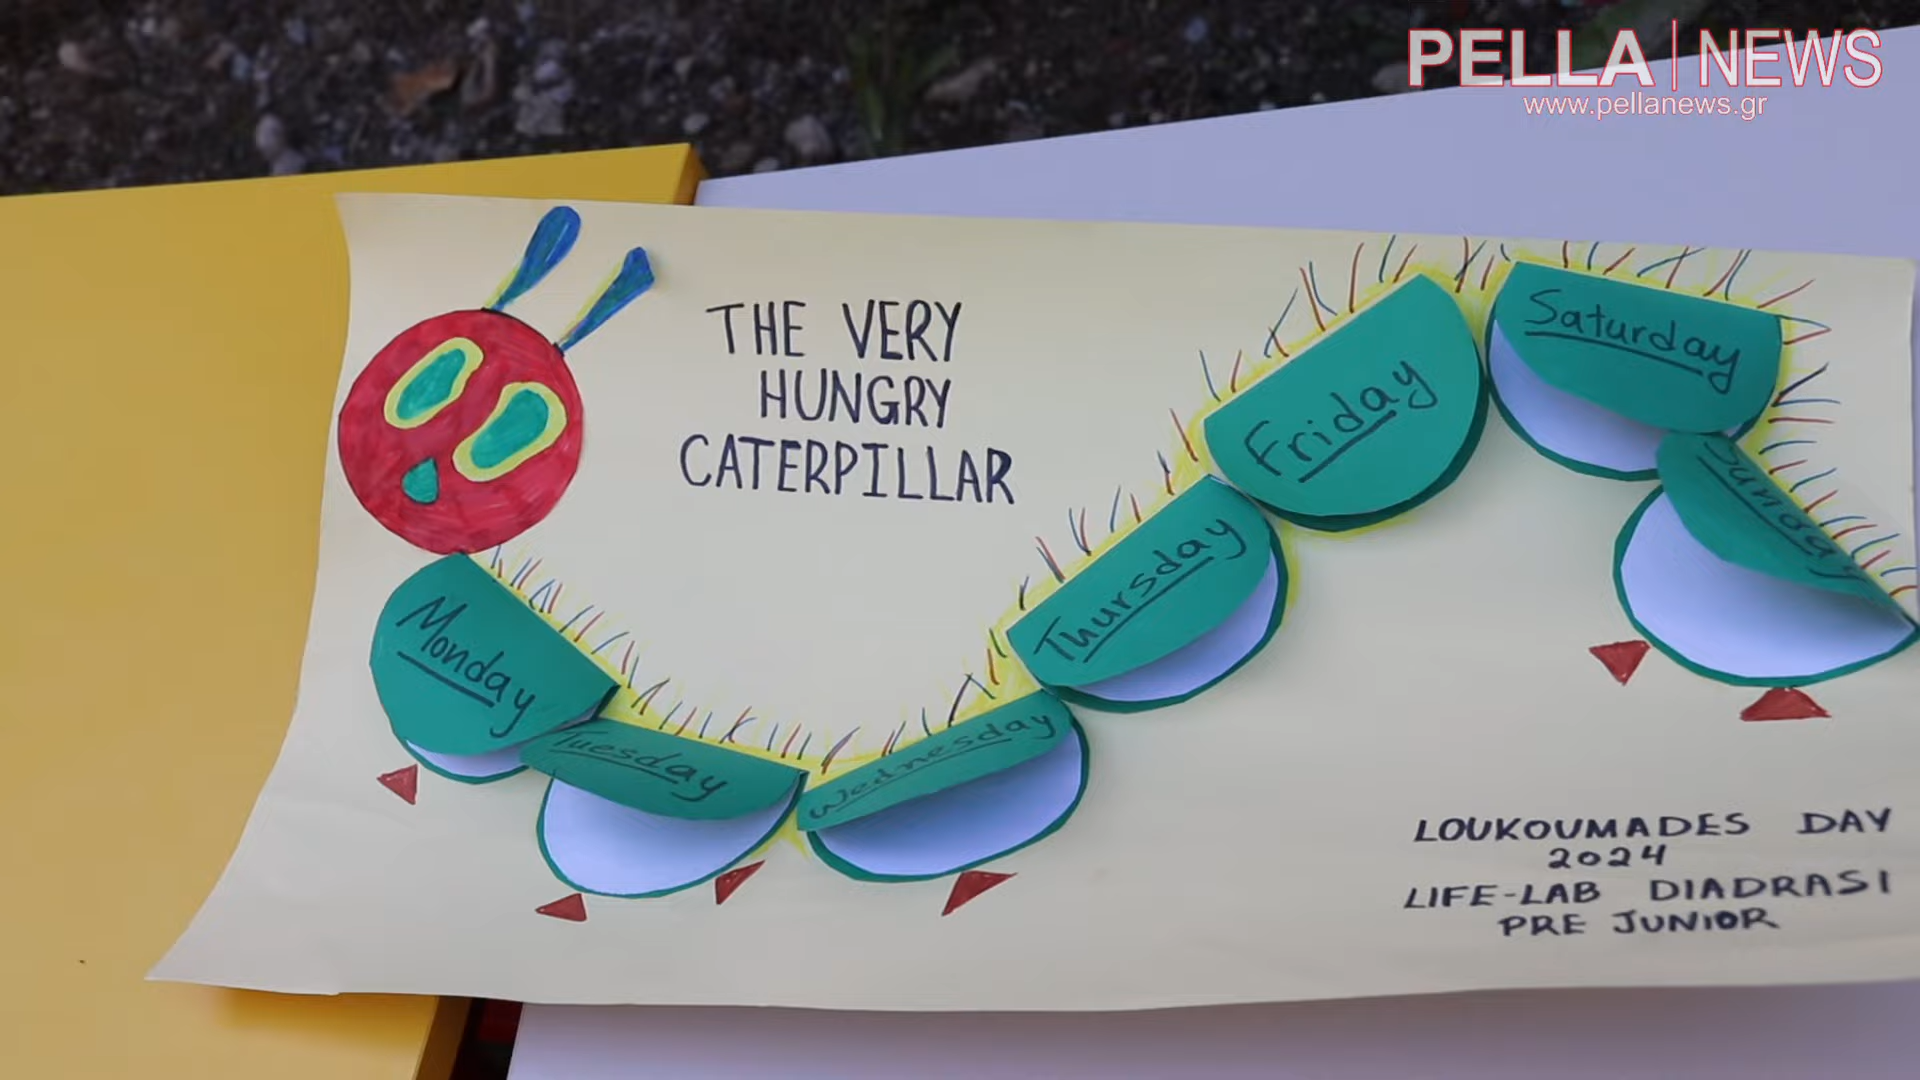 PELLA | NEWS
www.pellanews.gr
THE VERY
HUNGRY
CATERPILLAR
Monday
Tuesday
Wednesday
Thursday
Friday
Saturday
Sunday
LOUKOUMADES DAY
2024
LIFE-LAB DIADRASI
PRE JUNIOR